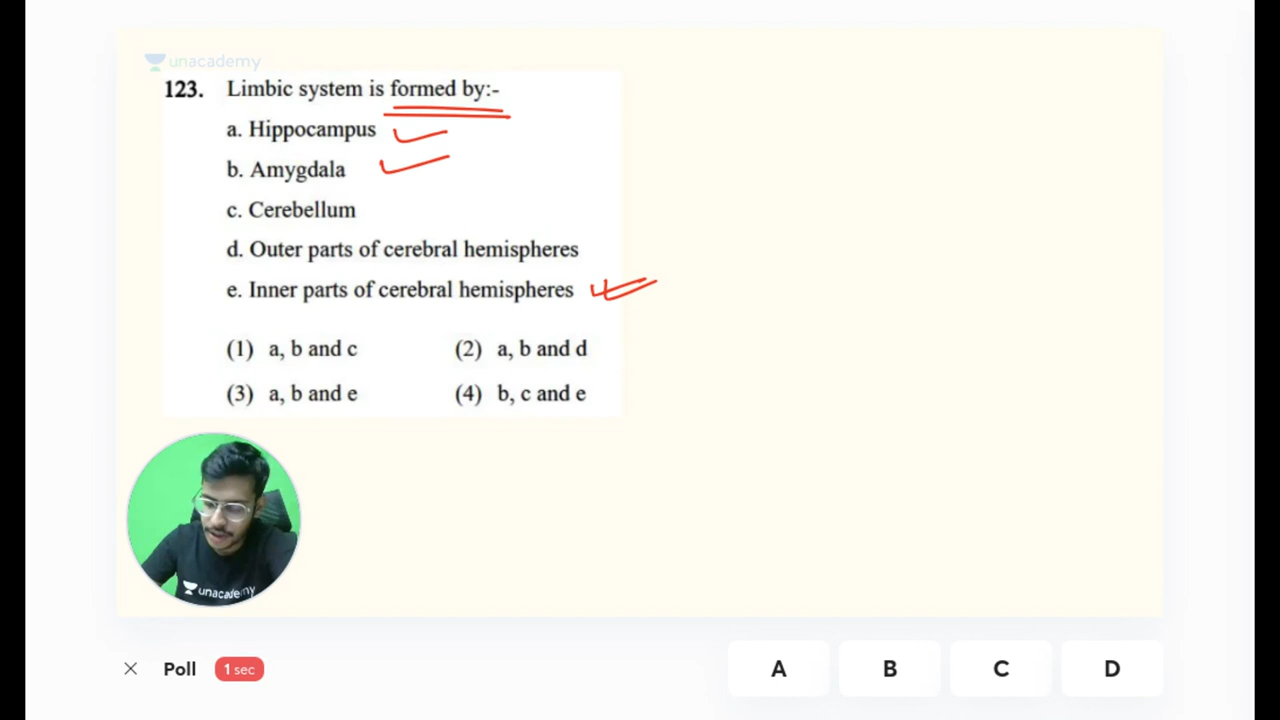 unacademy
123. Limbic system is formed by:-
a. Hippocampus
b. Amygdala
c. Cerebellum
d. Outer parts of cerebral hemispheres
e. Inner parts of cerebral hemispheres
(1) a, b and c (2) a, b and d
(3) a, b and e (4) b, c and e
unacademy
Poll 1 sec A B C D